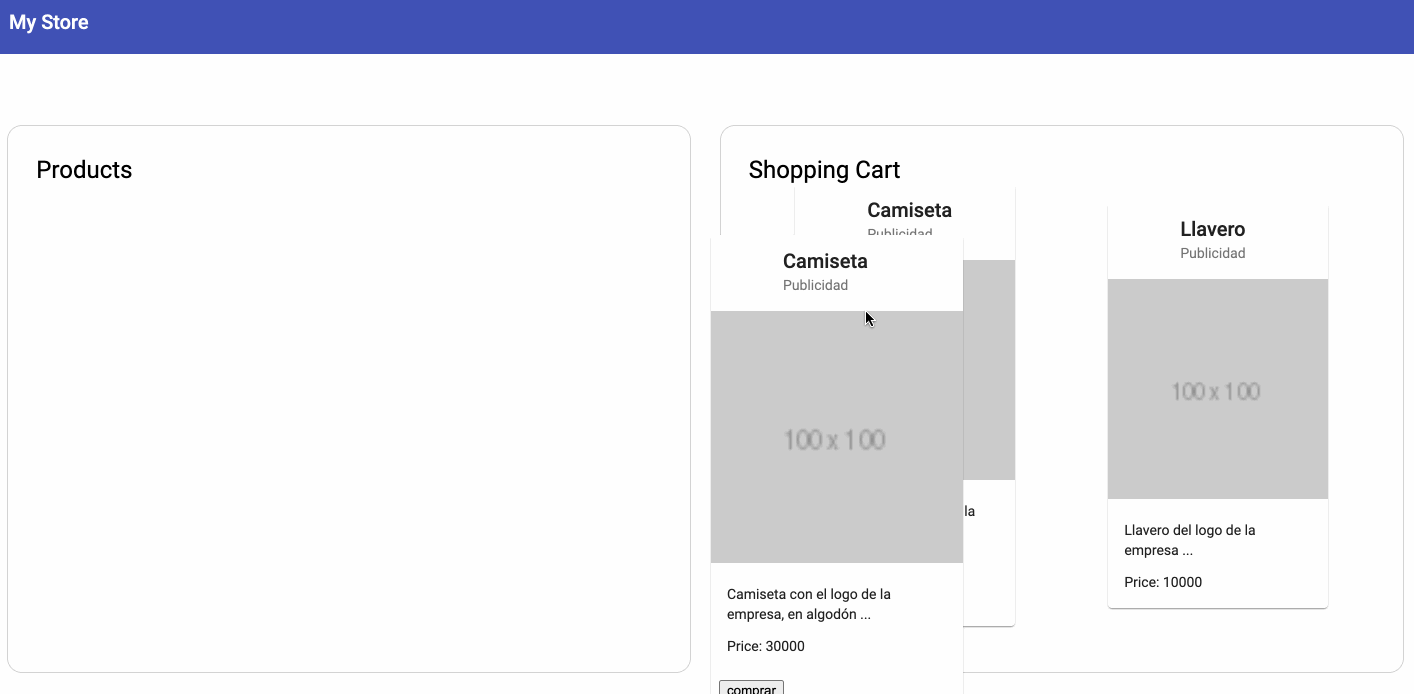 My Store
Products
Shopping Cart
Camiseta
Publicidad
Camiseta
Publicidad
100 x 100
la
Camiseta con el logo de la
empresa, en algodón ...
Price: 30000
comprar
Llavero
Publicidad
100 x 100
Llavero del logo de la
empresa ...
Price: 10000